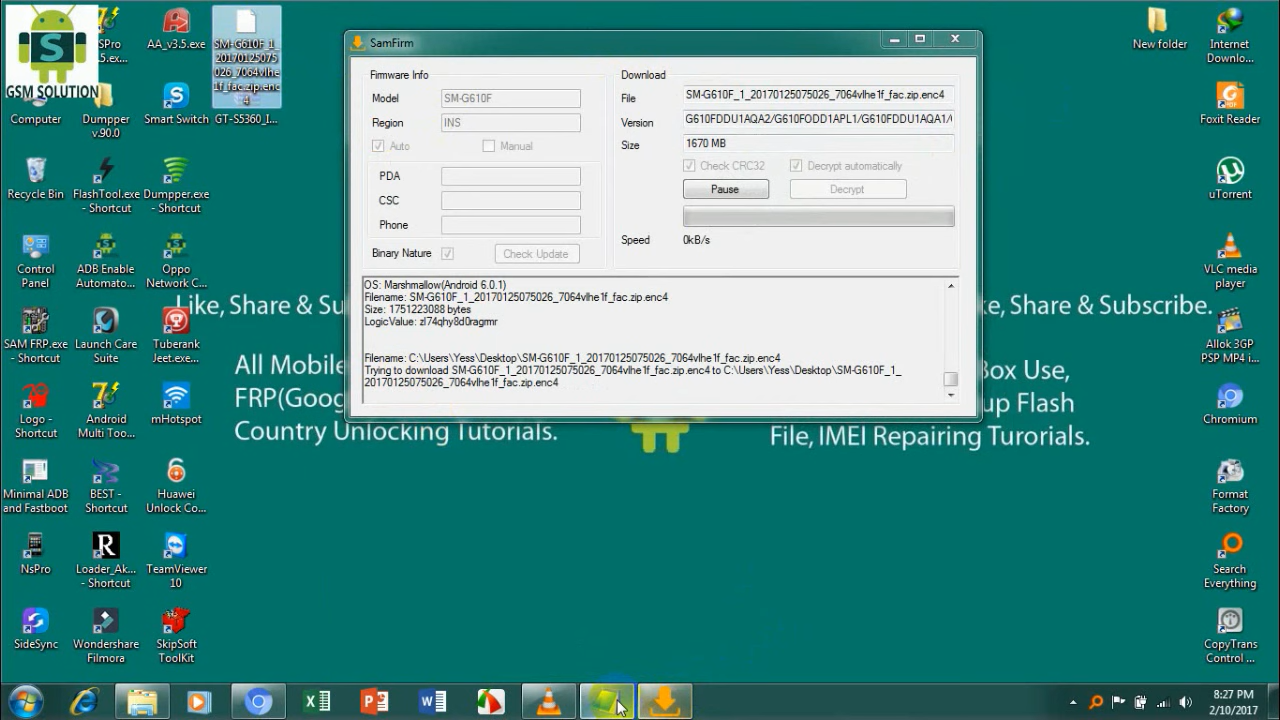 GSM SOLUTION
Computer
SPro
5.ex...
Dumpper
v.90.0
AA_v3.5.exe
Smart Switch
SM-G610F_1_
20170125075
026_7064vlhe
1f_fac.zip.enc
4
GT-S5360_I...
Recycle Bin
FlashTool.exe
- Shortcut
Dumpper.exe
- Shortcut
Control
Panel
ADB Enable
Automato...
Oppo
Network C...
SAM FRP.exe
- Shortcut
Launch Care
Suite
Tuberank
Jeet.exe...
Logo -
Shortcut
Android
Multi Too...
mHotspot
Minimal ADB
and Fastboot
BEST -
Shortcut
Huawei
Unlock Co...
NsPro
Loader_Ak...
- Shortcut
TeamViewer
10
SideSync
Wondershare
Filmora
SkipSoft
ToolKit
SamFirm
Firmware Info
Model SM-G610F
Region INS
Auto Manual
PDA
CSC
Phone
Binary Nature Check Update
Download
File SM-G610F_1_20170125075026_7064vlhe1f_fac.zip.enc4
Version G610FDDU1AQA2/G610FODD1APL1/G610FDDU1AQA1/
Size 1670 MB
Check CRC32 Decrypt automatically
Pause Decrypt
Speed 0kB/s
OS: Marshmallow(Android 6.0.1)
Filename: SM-G610F_1_20170125075026_7064vlhe1f_fac.zip.enc4
Size: 1751223088 bytes
LogicValue: zl74qhy8d0ragrmr
Filename: C:\Users\Yess\Desktop\SM-G610F_1_20170125075026_7064vlhe1f_fac.zip.enc4
Trying to download SM-G610F_1_20170125075026_7064vlhe1f_fac.zip.enc4 to C:\Users\Yess\Desktop\SM-G610F_1_
20170125075026_7064vlhe1f_fac.zip.enc4
Like, Share & Su
ke, Share & Subscribe.
All Mobile
Box Use,
FRP(Goog
up Flash
Country Unlocking Tutorials.
File, IMEI Repairing Turorials.
New folder
Internet
Downlo...
Foxit Reader
uTorrent
VLC media
player
Allok 3GP
PSP MP4 i...
Chromium
Format
Factory
Search
Everything
CopyTrans
Control ...
8:27 PM
2/10/2017